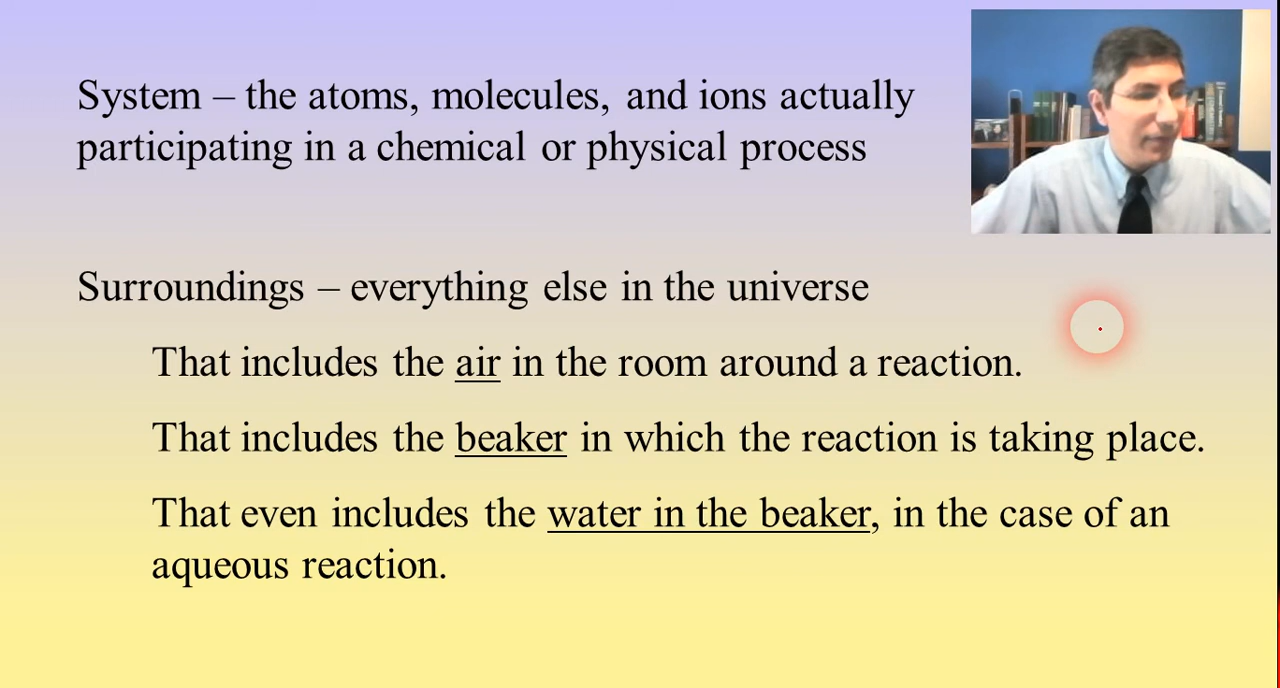 System – the atoms, molecules, and ions actually
participating in a chemical or physical process
Surroundings – everything else in the universe
That includes the air in the room around a reaction.
That includes the beaker in which the reaction is taking place.
That even includes the water in the beaker, in the case of an
aqueous reaction.